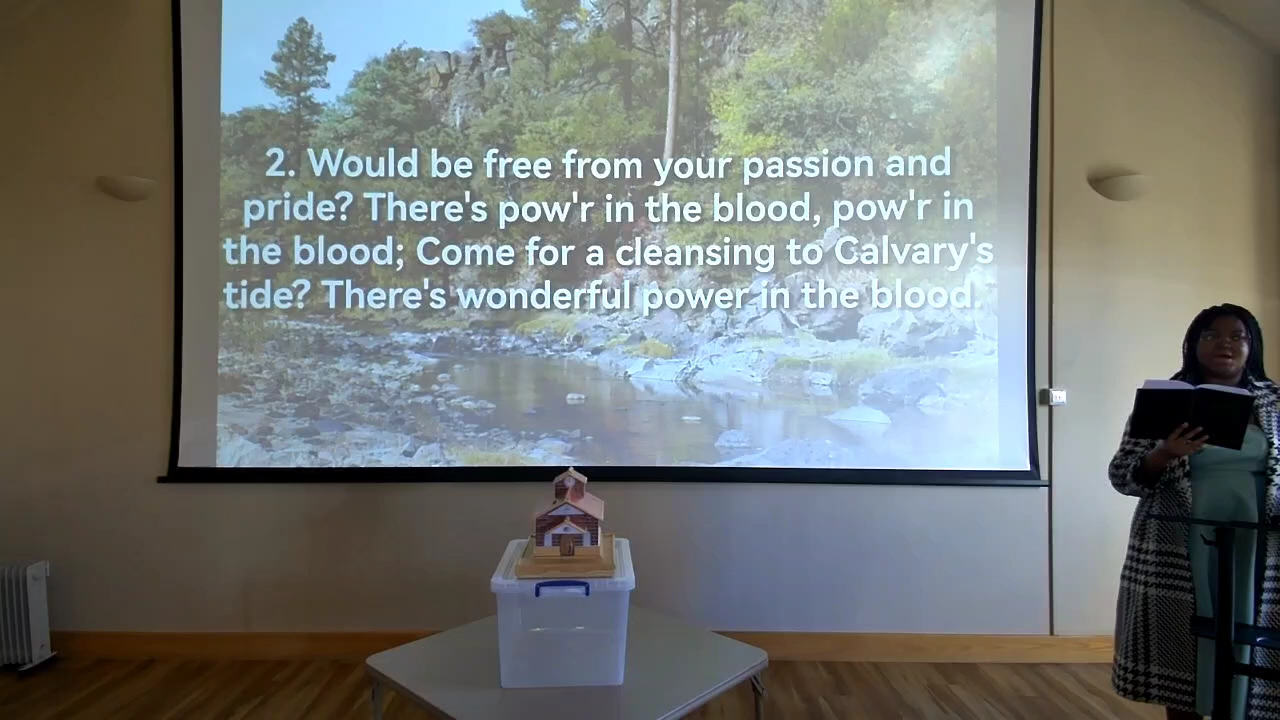 2. Would be free from your passion and
pride? There's pow'r in the blood, pow'r in
the blood; Come for a cleansing to Calvary's
tide? There's wonderful power in the blood.